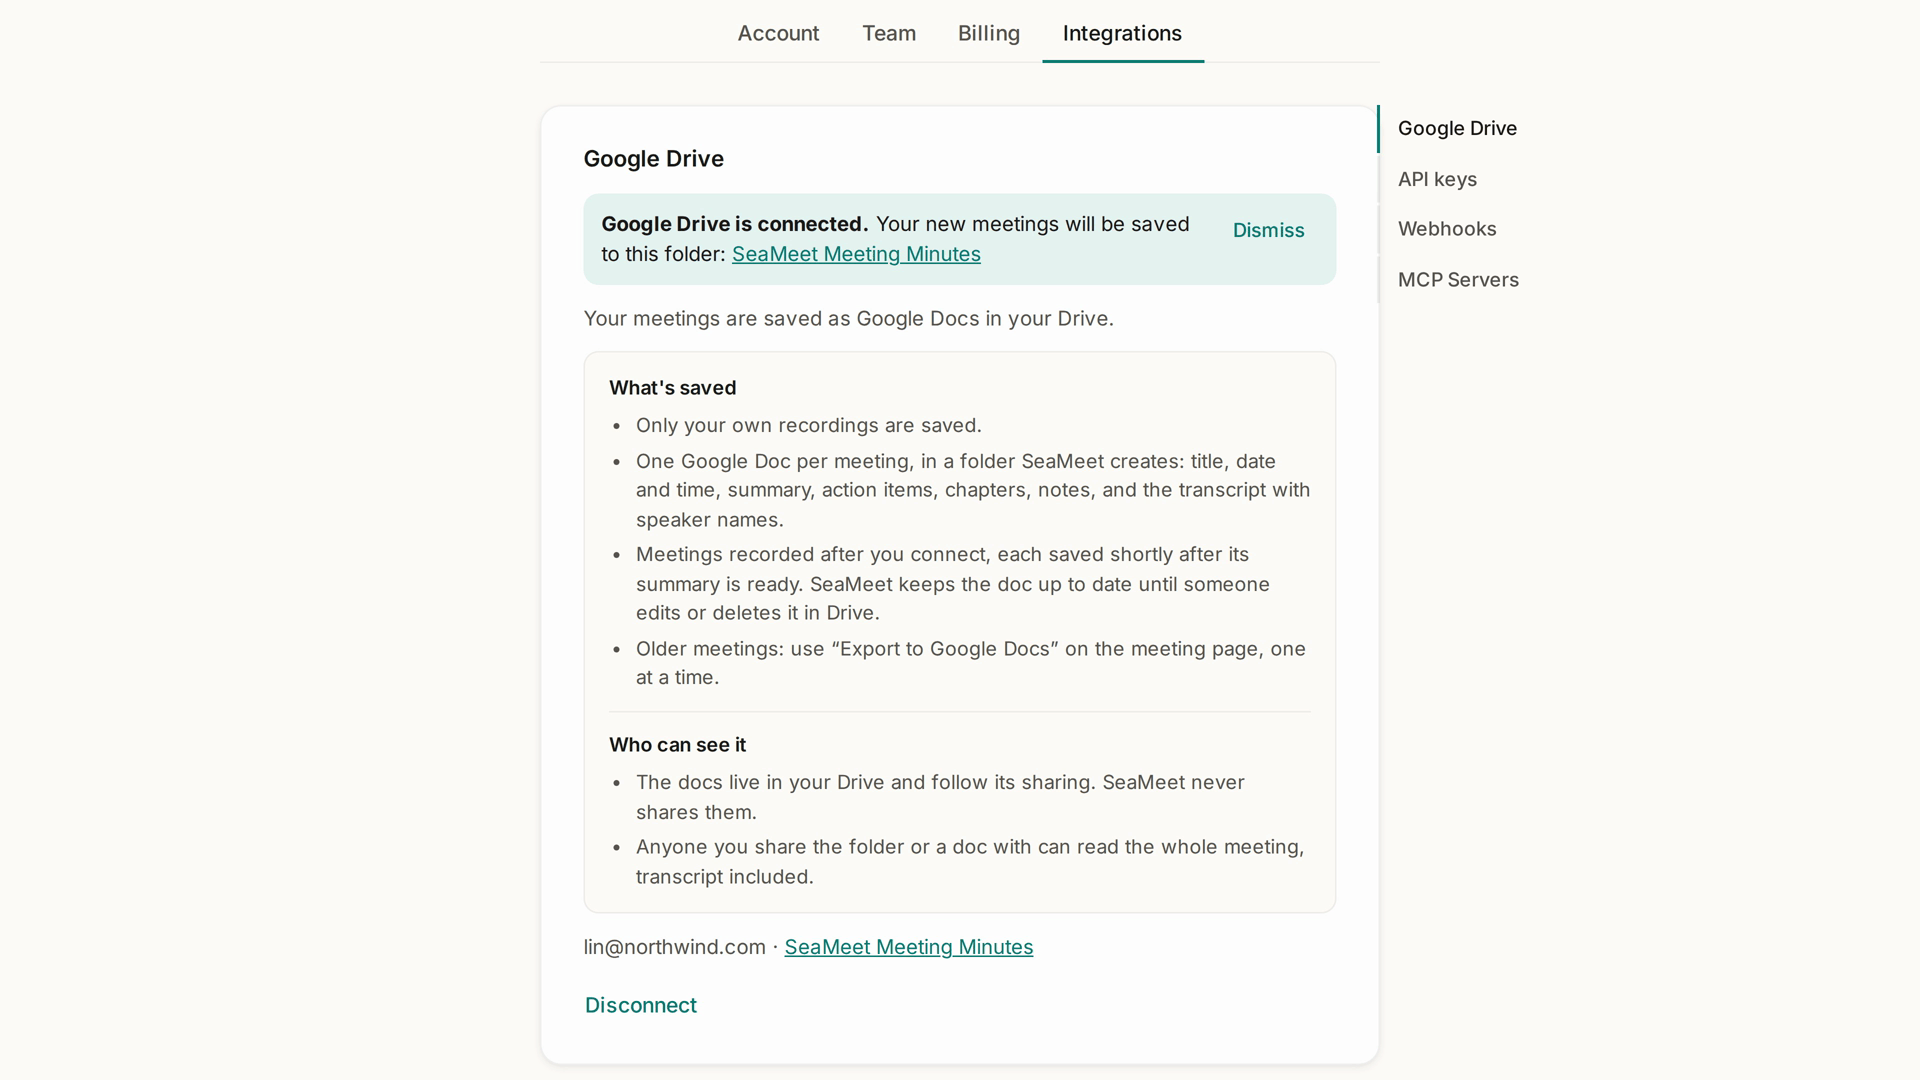 Account
Team
Billing
Integrations
Google Drive
Google Drive is connected. Your new meetings will be saved
to this folder: SeaMeet Meeting Minutes
Dismiss
Your meetings are saved as Google Docs in your Drive.
What's saved
• Only your own recordings are saved.
• One Google Doc per meeting, in a folder SeaMeet creates: title, date
and time, summary, action items, chapters, notes, and the transcript with
speaker names.
• Meetings recorded after you connect, each saved shortly after its
summary is ready. SeaMeet keeps the doc up to date until someone
edits or deletes it in Drive.
• Older meetings: use “Export to Google Docs” on the meeting page, one
at a time.
Who can see it
• The docs live in your Drive and follow its sharing. SeaMeet never
shares them.
• Anyone you share the folder or a doc with can read the whole meeting,
transcript included.
lin@northwind.com · SeaMeet Meeting Minutes
Disconnect
Google Drive
API keys
Webhooks
MCP Servers